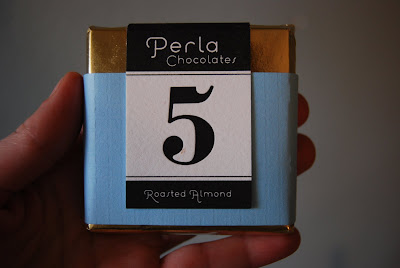 Perla
Chocolates
5
Roasted Almond